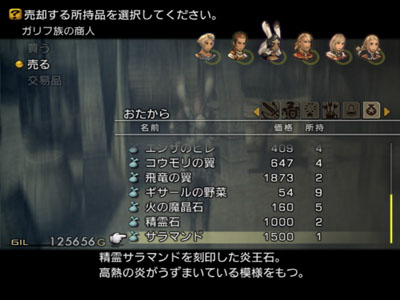 売却する所持品を選択してください。
ガリフ族の商人
買う
売る
交易品
おたから
名前 価格 所持
エンサのヒレ 409 4
コウモリの翼 647 4
飛竜の翼 1873 2
ギサールの野菜 54 9
火の魔晶石 160 5
精霊石 1000 2
サラマンド 1500 1
GIL 125656G
精霊サラマンドを刻印した炎王石。
高熱の炎がうずまいている模様をもつ。